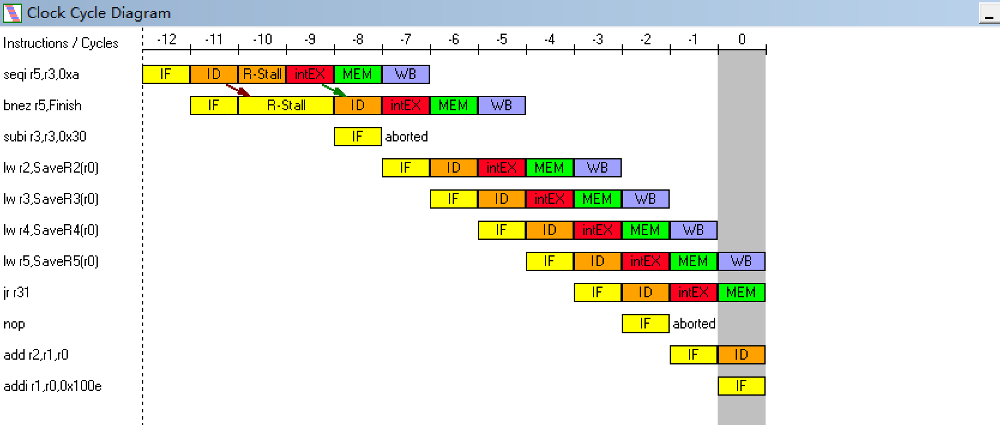 Clock Cycle Diagram
Instructions / Cycles -12 -11 -10 -9 -8 -7 -6 -5 -4 -3 -2 -1 0
seqi r5,r3,0xa IF ID R-Stall intEX MEM WB
bnez r5,Finish IF R-Stall ID intEX MEM WB
subi r3,r3,0x30 IF aborted
lw r2,SaveR2(r0) IF ID intEX MEM WB
lw r3,SaveR3(r0) IF ID intEX MEM WB
lw r4,SaveR4(r0) IF ID intEX MEM WB
lw r5,SaveR5(r0) IF ID intEX MEM WB
jr r31 IF ID intEX MEM
nop IF aborted
add r2,r1,r0 IF ID
addi r1,r0,0x100e IF